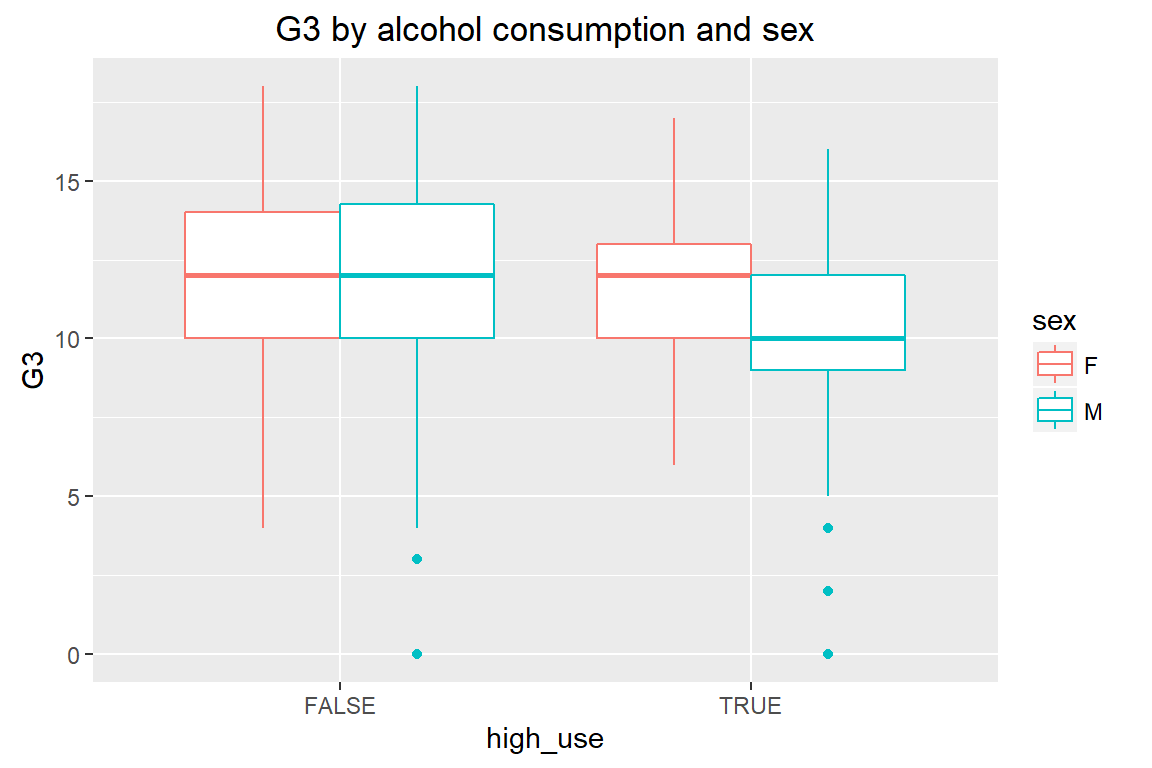 G3 by alcohol consumption and sex
15
10
5
0
G3
FALSE
TRUE
high_use
sex
F
M